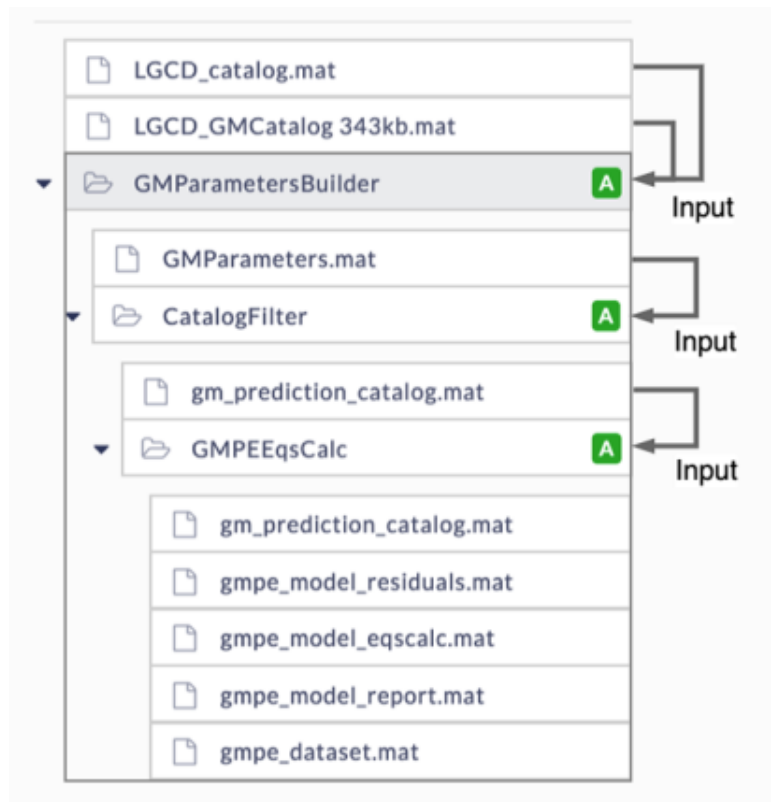 LGCD_catalog.mat
LGCD_GMCatalog 343kb.mat
GMParametersBuilder A
Input
GMParameters.mat
CatalogFilter A
Input
gm_prediction_catalog.mat
GMPEEqsCalc A
Input
gm_prediction_catalog.mat
gmpe_model_residuals.mat
gmpe_model_eqscalc.mat
gmpe_model_report.mat
gmpe_dataset.mat